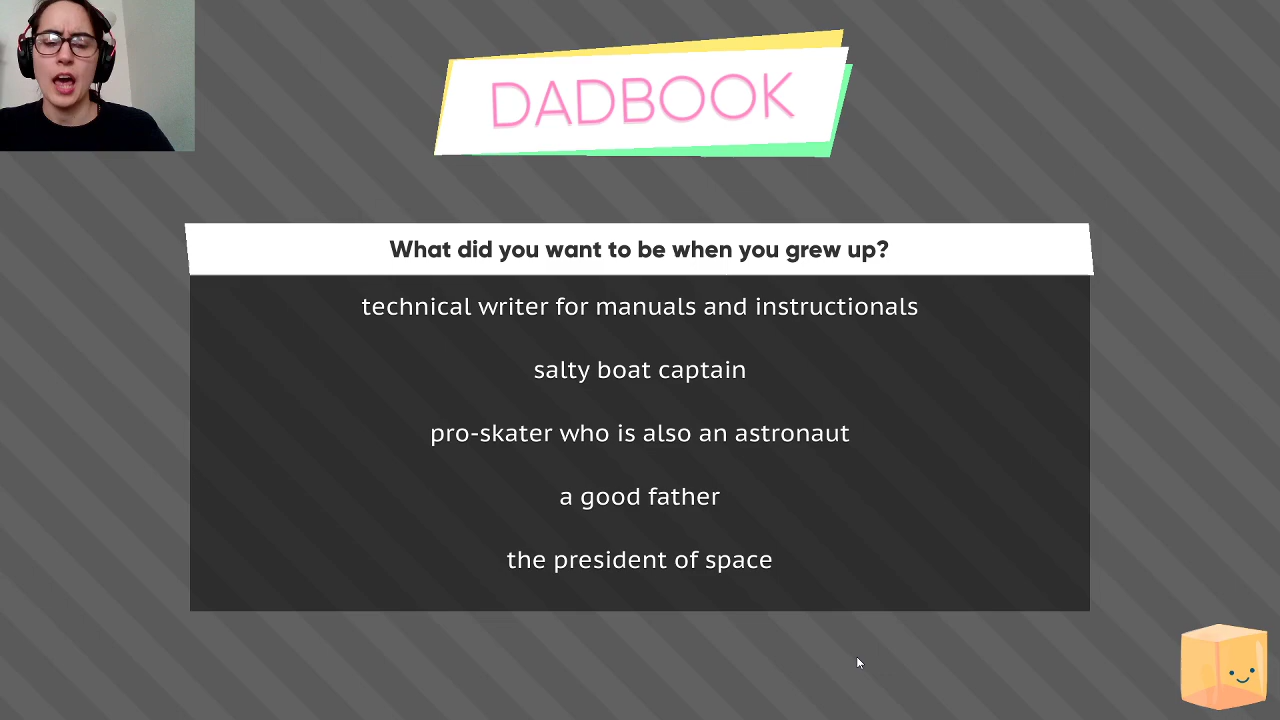 DADBOOK
What did you want to be when you grew up?
technical writer for manuals and instructionals
salty boat captain
pro-skater who is also an astronaut
a good father
the president of space